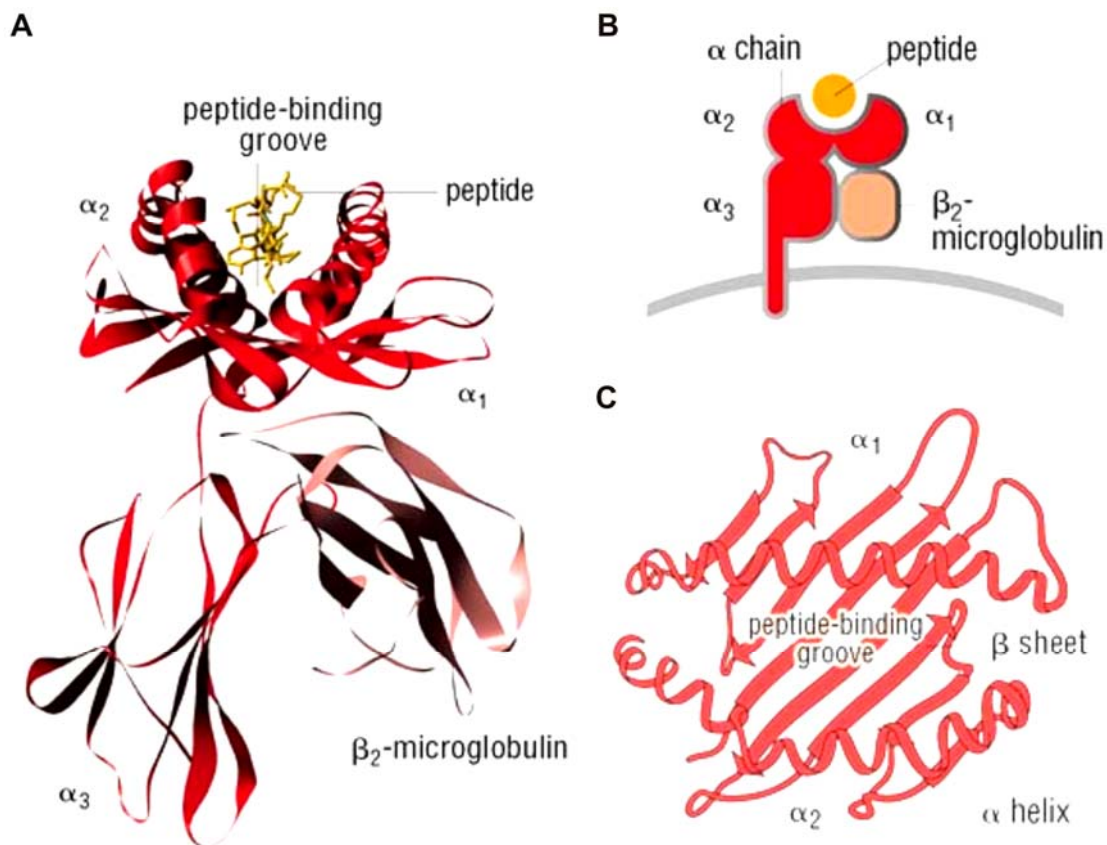 A
peptide-binding
groove
peptide
α₂
α₁
β₂-microglobulin
α₃
B
α chain
peptide
α₂
α₁
α₃
β₂-
microglobulin
C
α₁
peptide-binding
groove
β sheet
α₂
α helix